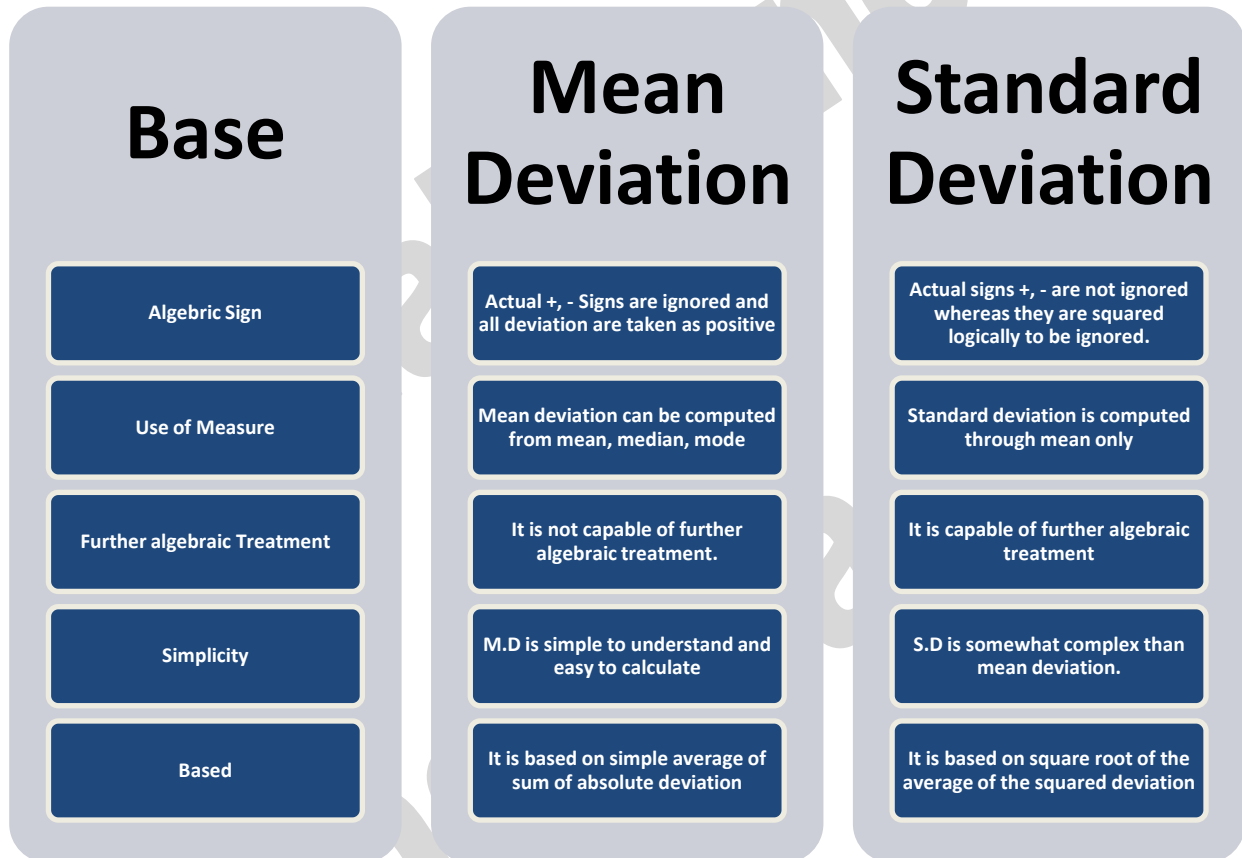 Base
Mean
Deviation
Standard
Deviation
Algebric Sign
Actual +, - Signs are ignored and
all deviation are taken as positive
Actual signs +, - are not ignored
whereas they are squared
logically to be ignored.
Use of Measure
Mean deviation can be computed
from mean, median, mode
Standard deviation is computed
through mean only
Further algebraic Treatment
It is not capable of further
algebraic treatment.
It is capable of further algebraic
treatment
Simplicity
M.D is simple to understand and
easy to calculate
S.D is somewhat complex than
mean deviation.
Based
It is based on simple average of
sum of absolute deviation
It is based on square root of the
average of the squared deviation